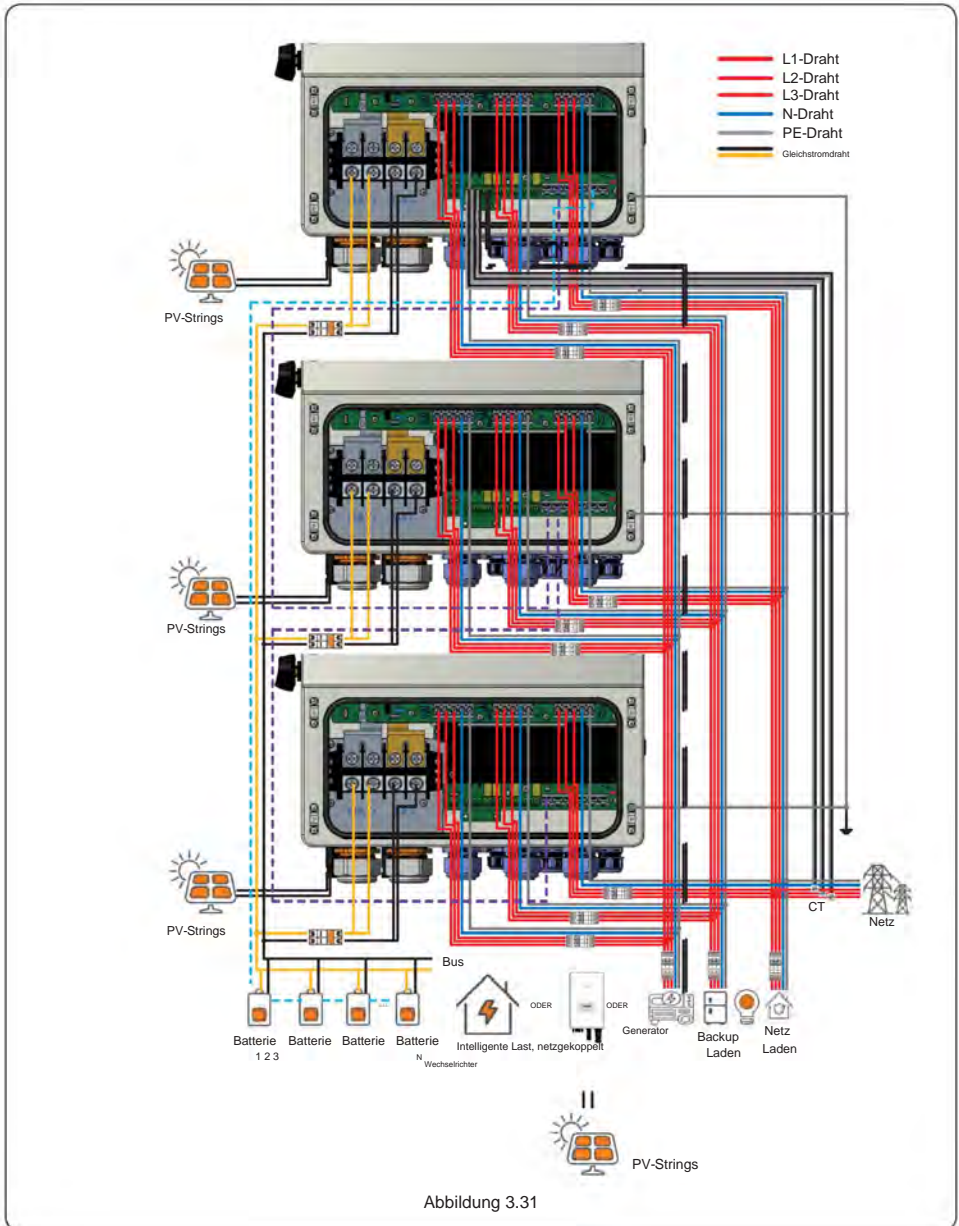 L1-Draht
L2-Draht
L3-Draht
N-Draht
PE-Draht
Gleichstromdraht
PV-Strings
PV-Strings
PV-Strings
CT
Netz
Bus
ODER
ODER
Generator
Batterie Batterie Batterie Batterie
1 2 3
N
Intelligente Last, netzgekoppelt
Wechselrichter
Backup
Laden
Netz
Laden
PV-Strings
Abbildung 3.31